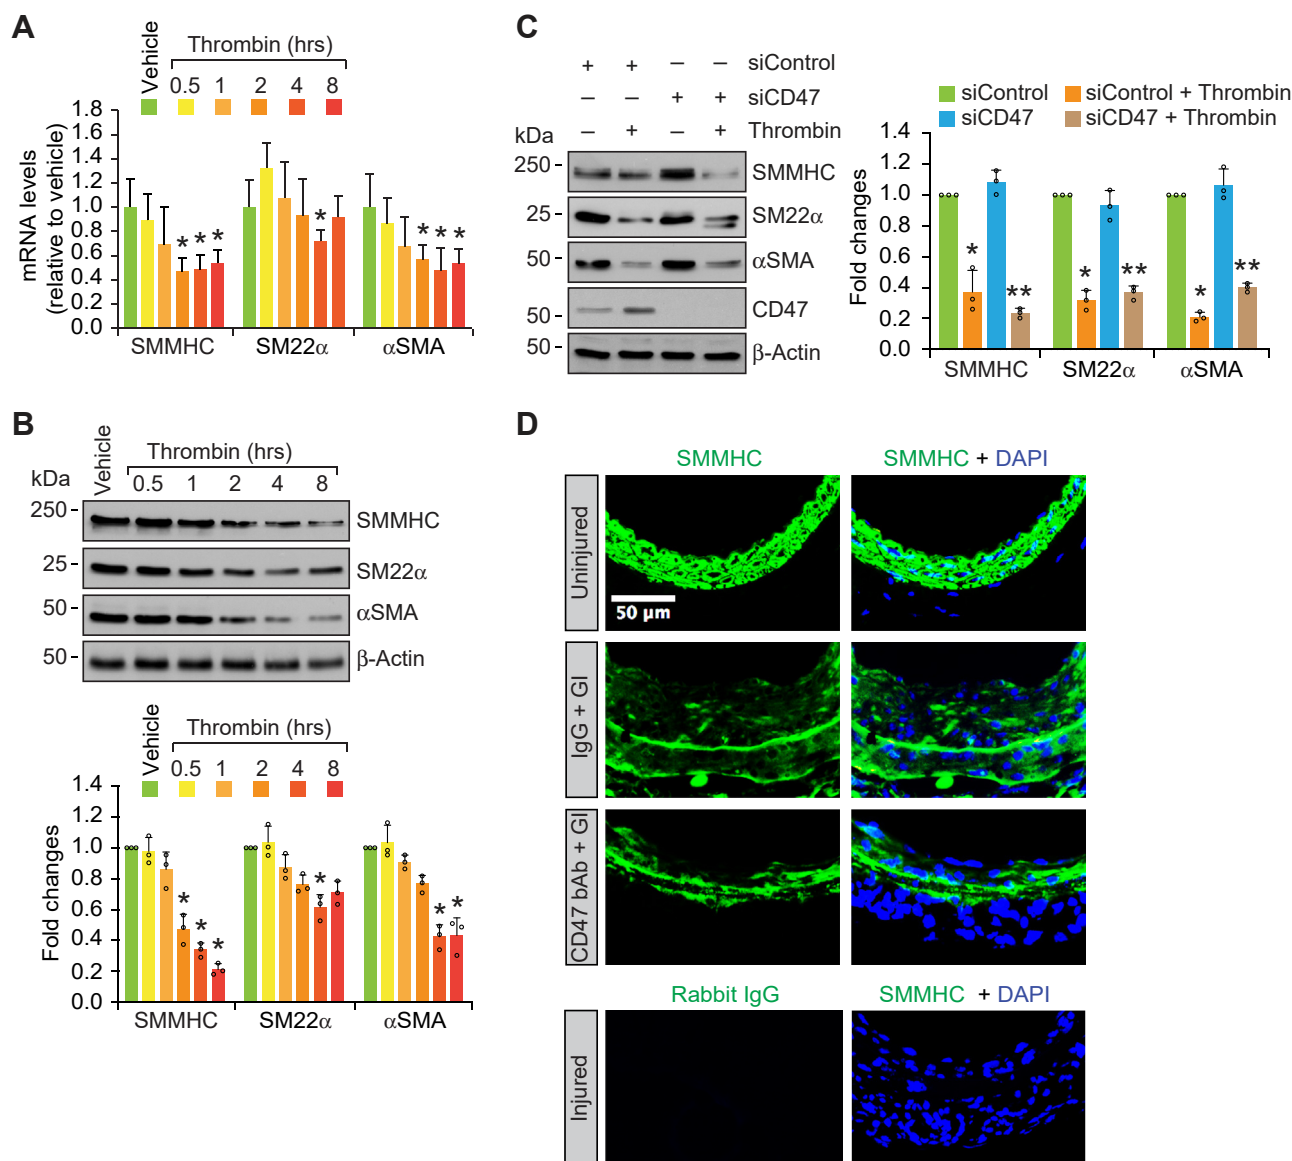 A
Vehicle
Thrombin (hrs)
0.5 1 2 4 8
mRNA levels
(relative to vehicle)
1.8
1.6
1.4
1.2
1.0
0.8
0.6
0.4
0.2
0.0
* * * * * * *
SMMHC SM22α αSMA
B
Vehicle
Thrombin (hrs)
kDa
0.5 1 2 4 8
250 SMMHC
25 SM22α
50 αSMA
50 β-Actin
Vehicle
Thrombin (hrs)
0.5 1 2 4 8
Fold changes
1.4
1.2
1.0
0.8
0.6
0.4
0.2
0.0
* * * * * *
SMMHC SM22α αSMA
C
+ + – – siControl
– – + + siCD47
– + – + Thrombin
kDa
250 SMMHC
25 SM22α
50 αSMA
50 CD47
50 β-Actin
siControl siControl + Thrombin
siCD47 siCD47 + Thrombin
Fold changes
1.4
1.2
1.0
0.8
0.6
0.4
0.2
0.0
* ** * ** * **
SMMHC SM22α αSMA
D
SMMHC SMMHC + DAPI
Uninjured
50 μm
IgG + GI
CD47 bAb + GI
Rabbit IgG SMMHC + DAPI
Injured